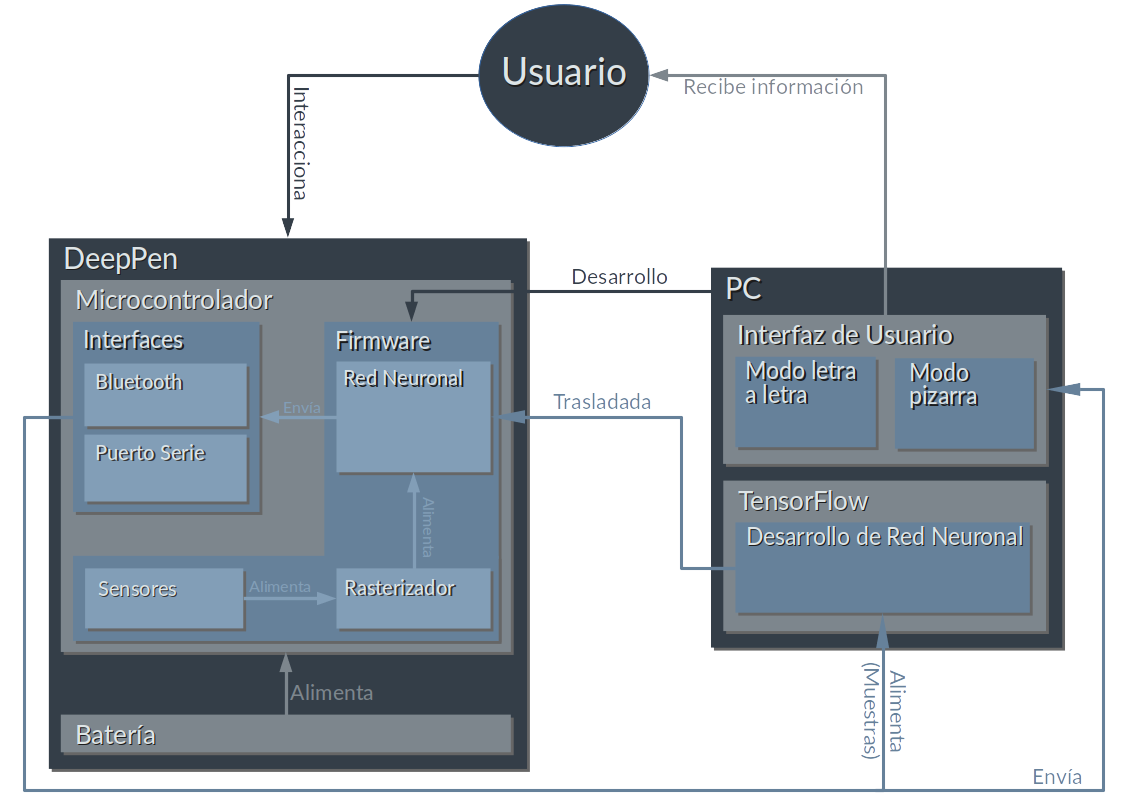 Usuario
Recibe información
Interacciona
DeepPen
Microcontrolador
Interfaces
Bluetooth
Puerto Serie
Firmware
Red Neuronal
Envía
Alimenta
Sensores
Alimenta
Rasterizador
Alimenta
Batería
Desarrollo
Trasladada
PC
Interfaz de Usuario
Modo letra
a letra
Modo
pizarra
TensorFlow
Desarrollo de Red Neuronal
Alimenta
(Muestras)
Envía